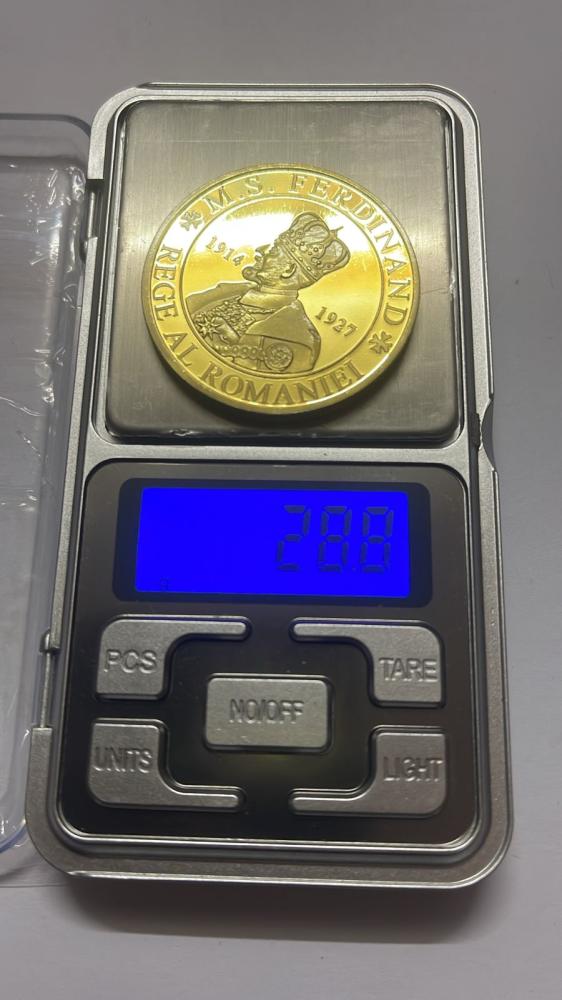 M.S. FERDINAND
REGE AL ROMANIEI
1914
1927
28.8
g
PCS
TARE
NO/OFF
UNITS
LIGHT